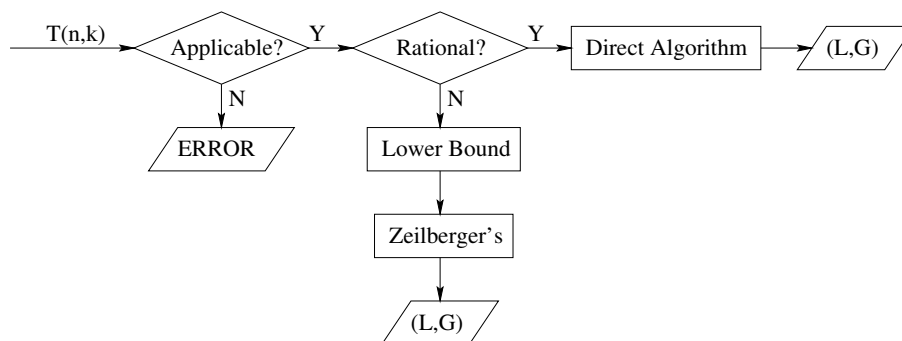 T(n,k)
Applicable?
Y
Rational?
Y
Direct Algorithm
(L,G)
N
N
ERROR
Lower Bound
Zeilberger's
(L,G)